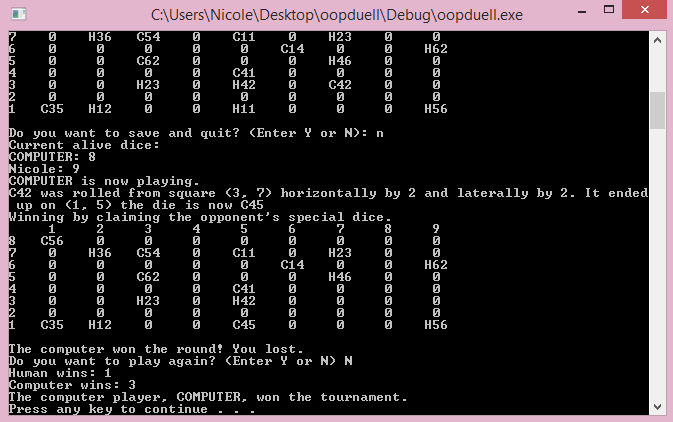 C:\Users\Nicole\Desktop\oopduell\Debug\oopduell.exe
7 0 H36 C54 0 C11 0 H23 0 0
6 0 0 0 0 0 C14 0 0 H62
5 0 0 C62 0 0 0 H46 0 0
4 0 0 0 0 C41 0 0 0 0
3 0 0 H23 0 H42 0 C42 0 0
2 0 0 0 0 0 0 0 0 0
1 C35 H12 0 0 H11 0 0 0 H56
Do you want to save and quit? (Enter Y or N): n
Current alive dice:
COMPUTER: 8
Nicole: 9
COMPUTER is now playing.
C42 was rolled from square (3, 7) horizontally by 2 and laterally by 2. It ended
up on (1, 5) the die is now C45
Winning by claiming the opponent's special dice.
1 2 3 4 5 6 7 8 9
8 C56 0 0 0 0 0 0 0 0
7 0 H36 C54 0 C11 0 H23 0 0
6 0 0 0 0 0 C14 0 0 H62
5 0 0 C62 0 0 0 H46 0 0
4 0 0 0 0 C41 0 0 0 0
3 0 0 H23 0 H42 0 0 0 0
2 0 0 0 0 0 0 0 0 0
1 C35 H12 0 0 C45 0 0 0 H56
The computer won the round! You lost.
Do you want to play again? (Enter Y or N) N
Human wins: 1
Computer wins: 3
The computer player, COMPUTER, won the tournament.
Press any key to continue . . .